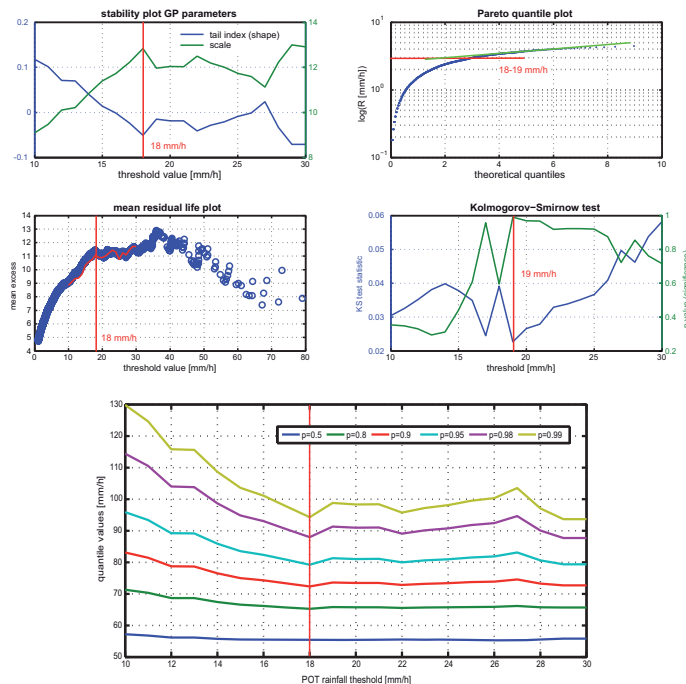 stability plot GP parameters
0.2
0.1
0
-0.1
14
12
10
8
tail index (shape)
scale
18 mm/h
10 15 20 25 30
threshold value [mm/h]
Pareto quantile plot
log(R [mm/h])
10^1
10^0
10^-1
18-19 mm/h
0 2 4 6 8 10
theoretical quantiles
mean residual life plot
mean excess
14
13
12
11
10
9
8
7
6
5
4
18 mm/h
0 10 20 30 40 50 60 70 80
threshold value [mm/h]
Kolmogorov−Smirnow test
KS test statistic
0.06
0.05
0.04
0.03
0.02
1
0.8
0.6
0.4
0.2
19 mm/h
10 15 20 25 30
threshold [mm/h]
quantile values [mm/h]
130
120
110
100
90
80
70
60
50
p=0.5 p=0.8 p=0.9 p=0.95 p=0.98 p=0.99
10 12 14 16 18 20 22 24 26 28 30
POT rainfall theshold [mm/h]